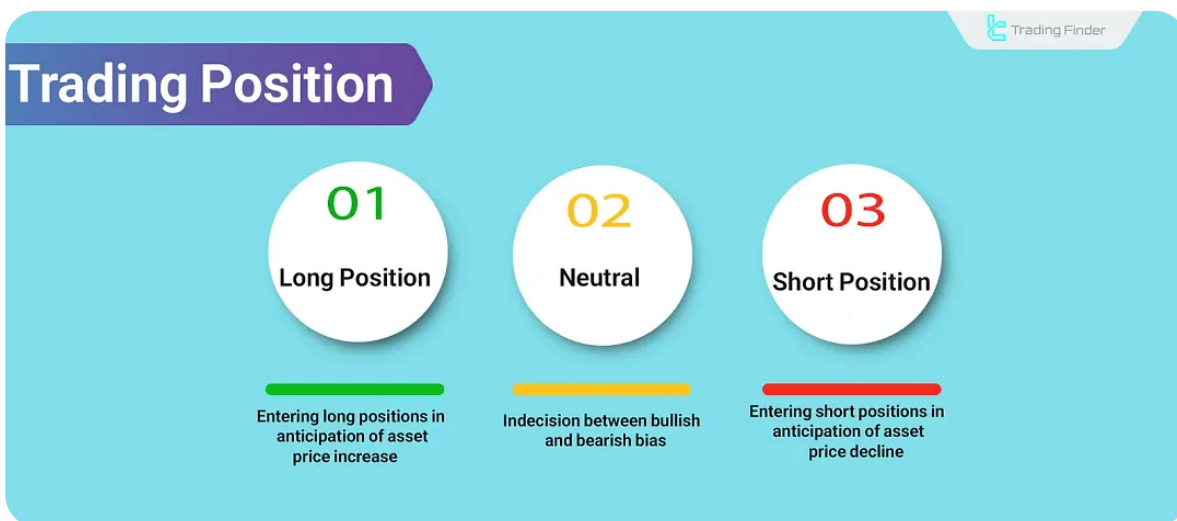 Trading Finder
Trading Position
01
Long Position
Entering long positions in
anticipation of asset
price increase
02
Neutral
Indecision between bullish
and bearish bias
03
Short Position
Entering short positions in
anticipation of asset
price decline